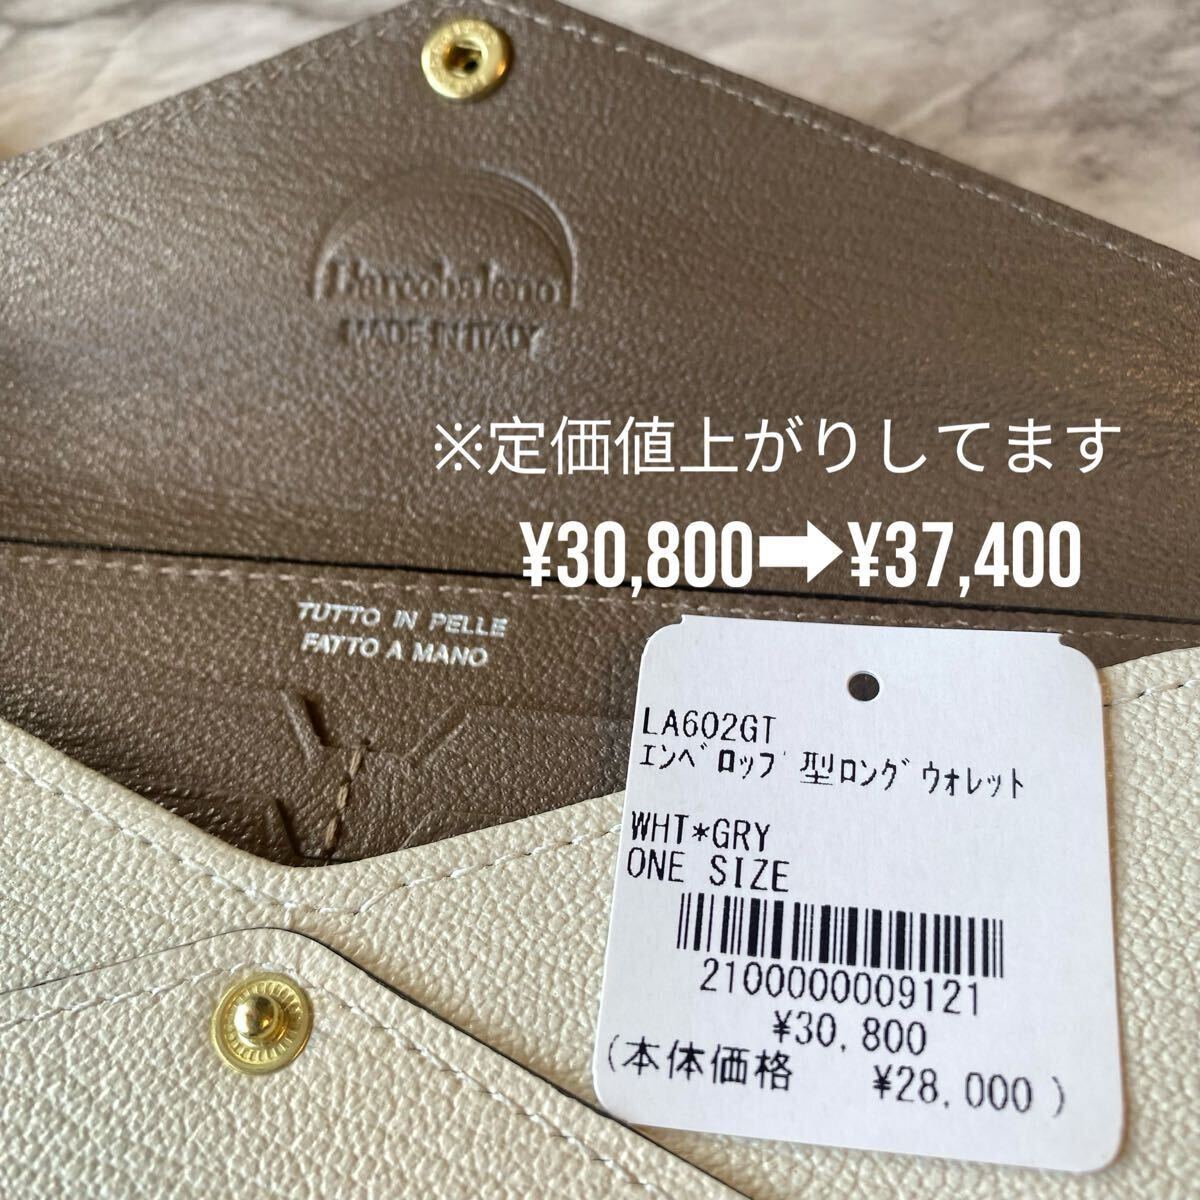 L'arcobaleno
MADE IN ITALY
※定価値上がりしてます
¥30,800➡¥37,400
TUTTO IN PELLE
FATTO A MANO
LA602GT
ｴﾝﾍﾞﾛｯﾌﾟ型ﾛﾝｸﾞｳｫﾚｯﾄ
WHT*GRY
ONE SIZE
2100000009121
¥30,800
(本体価格 ¥28,000)